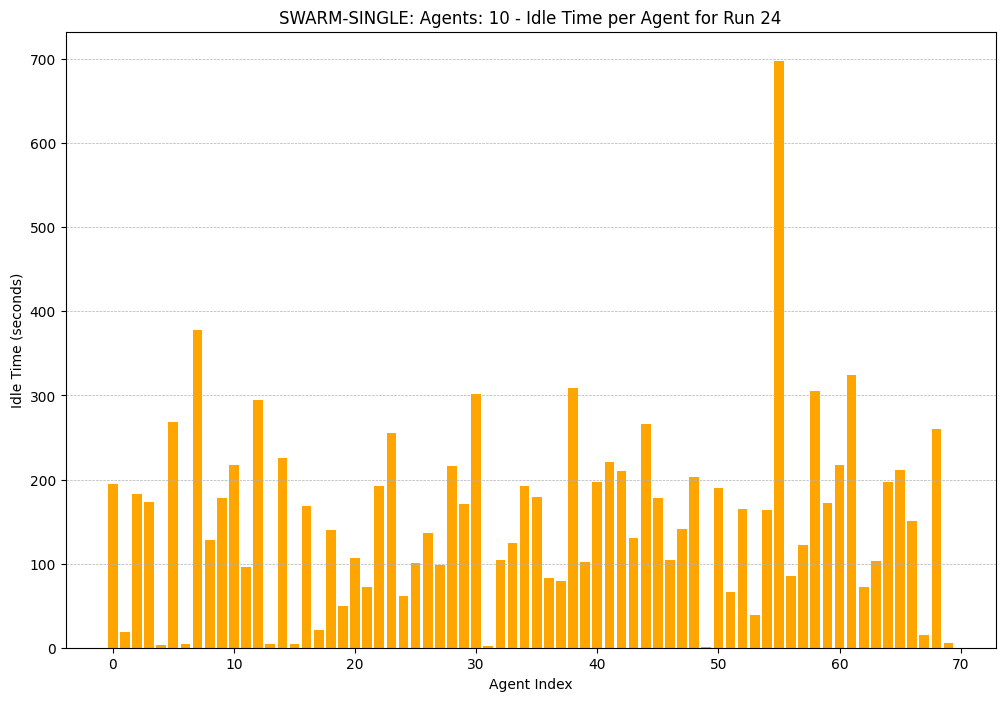 SWARM-SINGLE: Agents: 10 - Idle Time per Agent for Run 24
Idle Time (seconds)
700
600
500
400
300
200
100
0
0 10 20 30 40 50 60 70
Agent Index